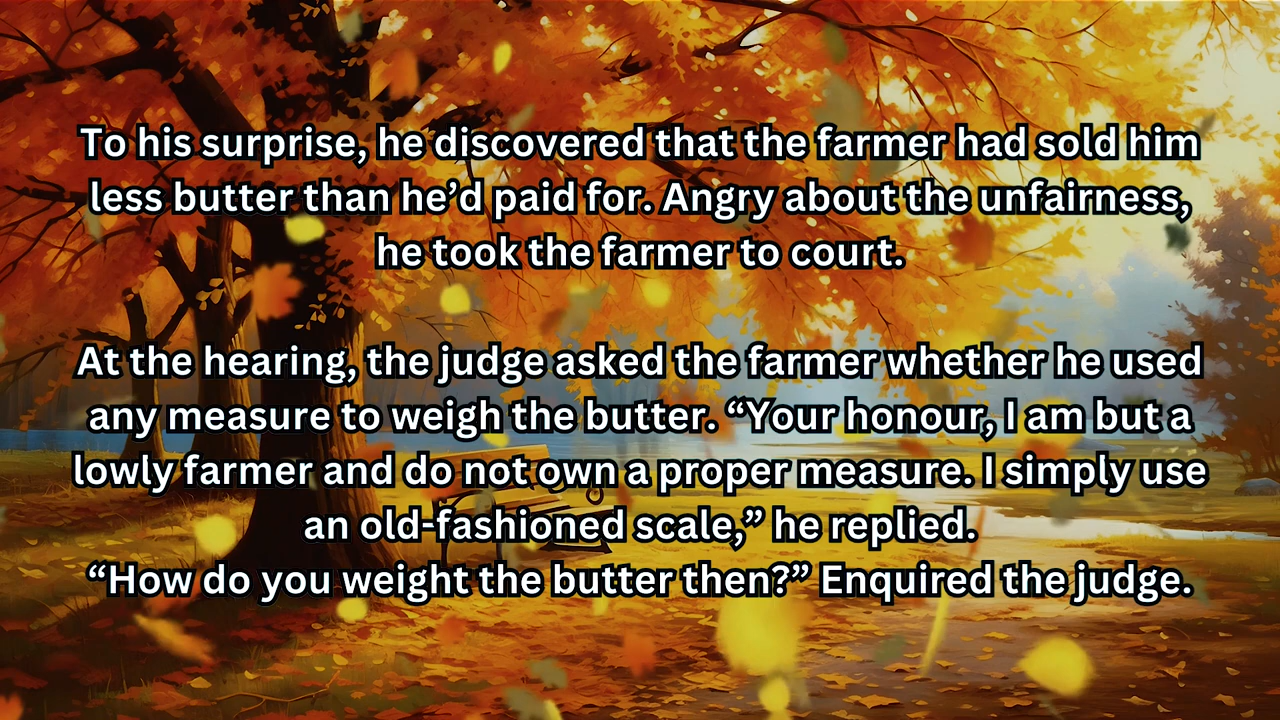 To his surprise, he discovered that the farmer had sold him
less butter than he’d paid for. Angry about the unfairness,
he took the farmer to court.
At the hearing, the judge asked the farmer whether he used
any measure to weigh the butter. “Your honour, I am but a
lowly farmer and do not own a proper measure. I simply use
an old-fashioned scale,” he replied.
“How do you weight the butter then?” Enquired the judge.